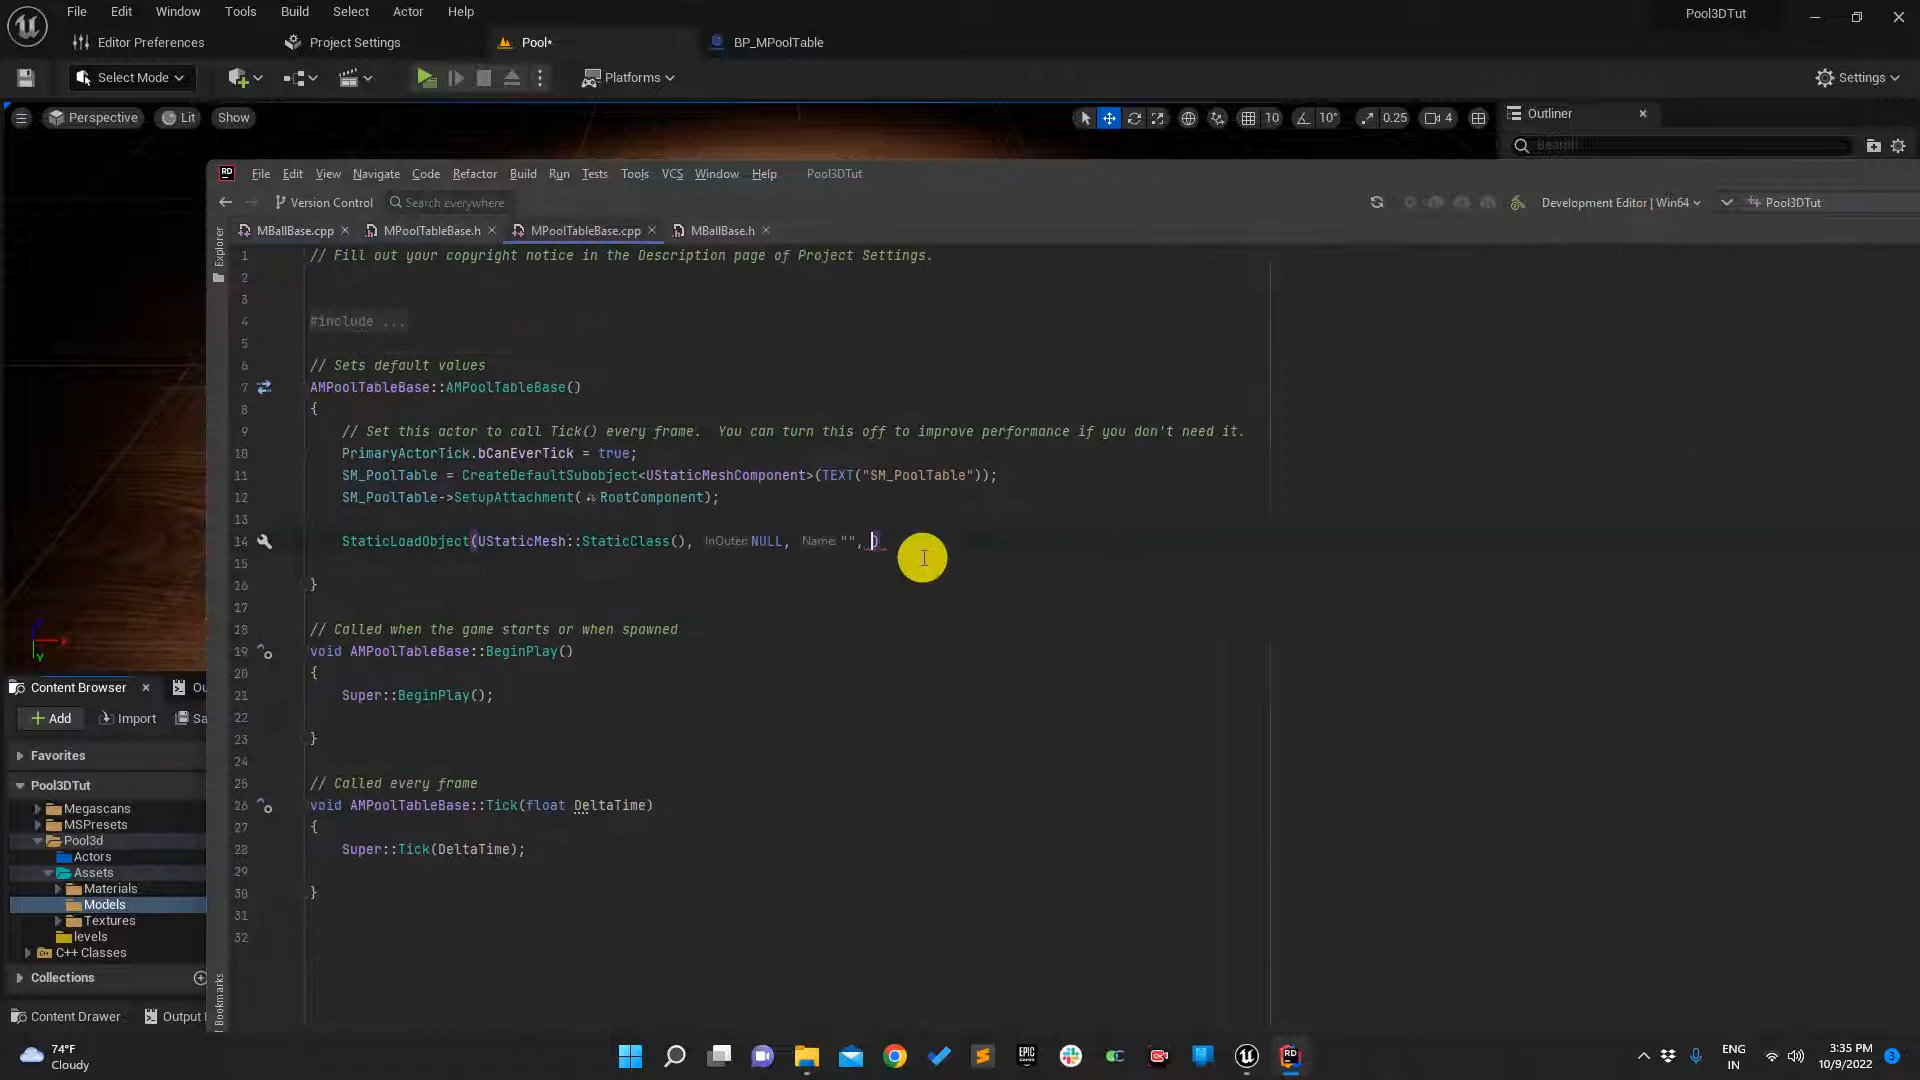 File Edit Window Tools Build Select Actor Help
Pool3DTut
Editor Preferences Project Settings Pool* BP_MPoolTable
Select Mode Platforms Settings
Perspective Lit Show 10 10° 0.25 4 Outliner
Search
RD File Edit View Navigate Code Refactor Build Run Tests Tools VCS Window Help Pool3DTut
Version Control Search everywhere Development Editor | Win64 Pool3DTut
MBallBase.cpp MPoolTableBase.h MPoolTableBase.cpp MBallBase.h
Explorer
1 // Fill out your copyright notice in the Description page of Project Settings.
2
3
4 #include ...
5
6 // Sets default values
7 AMPoolTableBase::AMPoolTableBase()
8 {
9 // Set this actor to call Tick() every frame.  You can turn this off to improve performance if you don't need it.
10 PrimaryActorTick.bCanEverTick = true;
11 SM_PoolTable = CreateDefaultSubobject<UStaticMeshComponent>(TEXT("SM_PoolTable"));
12 SM_PoolTable->SetupAttachment(RootComponent);
13
14 StaticLoadObject(UStaticMesh::StaticClass(), InOuter: NULL, Name: "", )
15
16 }
17
18 // Called when the game starts or when spawned
19 void AMPoolTableBase::BeginPlay()
20 {
21 Super::BeginPlay();
22
23 }
24
25 // Called every frame
26 void AMPoolTableBase::Tick(float DeltaTime)
27 {
28 Super::Tick(DeltaTime);
29
30 }
31
32
Bookmarks
X
Y
Content Browser Ou
Add Import Sa
Favorites
Pool3DTut
Megascans
MSPresets
Pool3d
Actors
Assets
Materials
Models
Textures
levels
C++ Classes
Collections
Content Drawer Output
74°F
Cloudy
EPIC GAMES
RD
ENG
IN
3:35 PM
10/9/2022
3